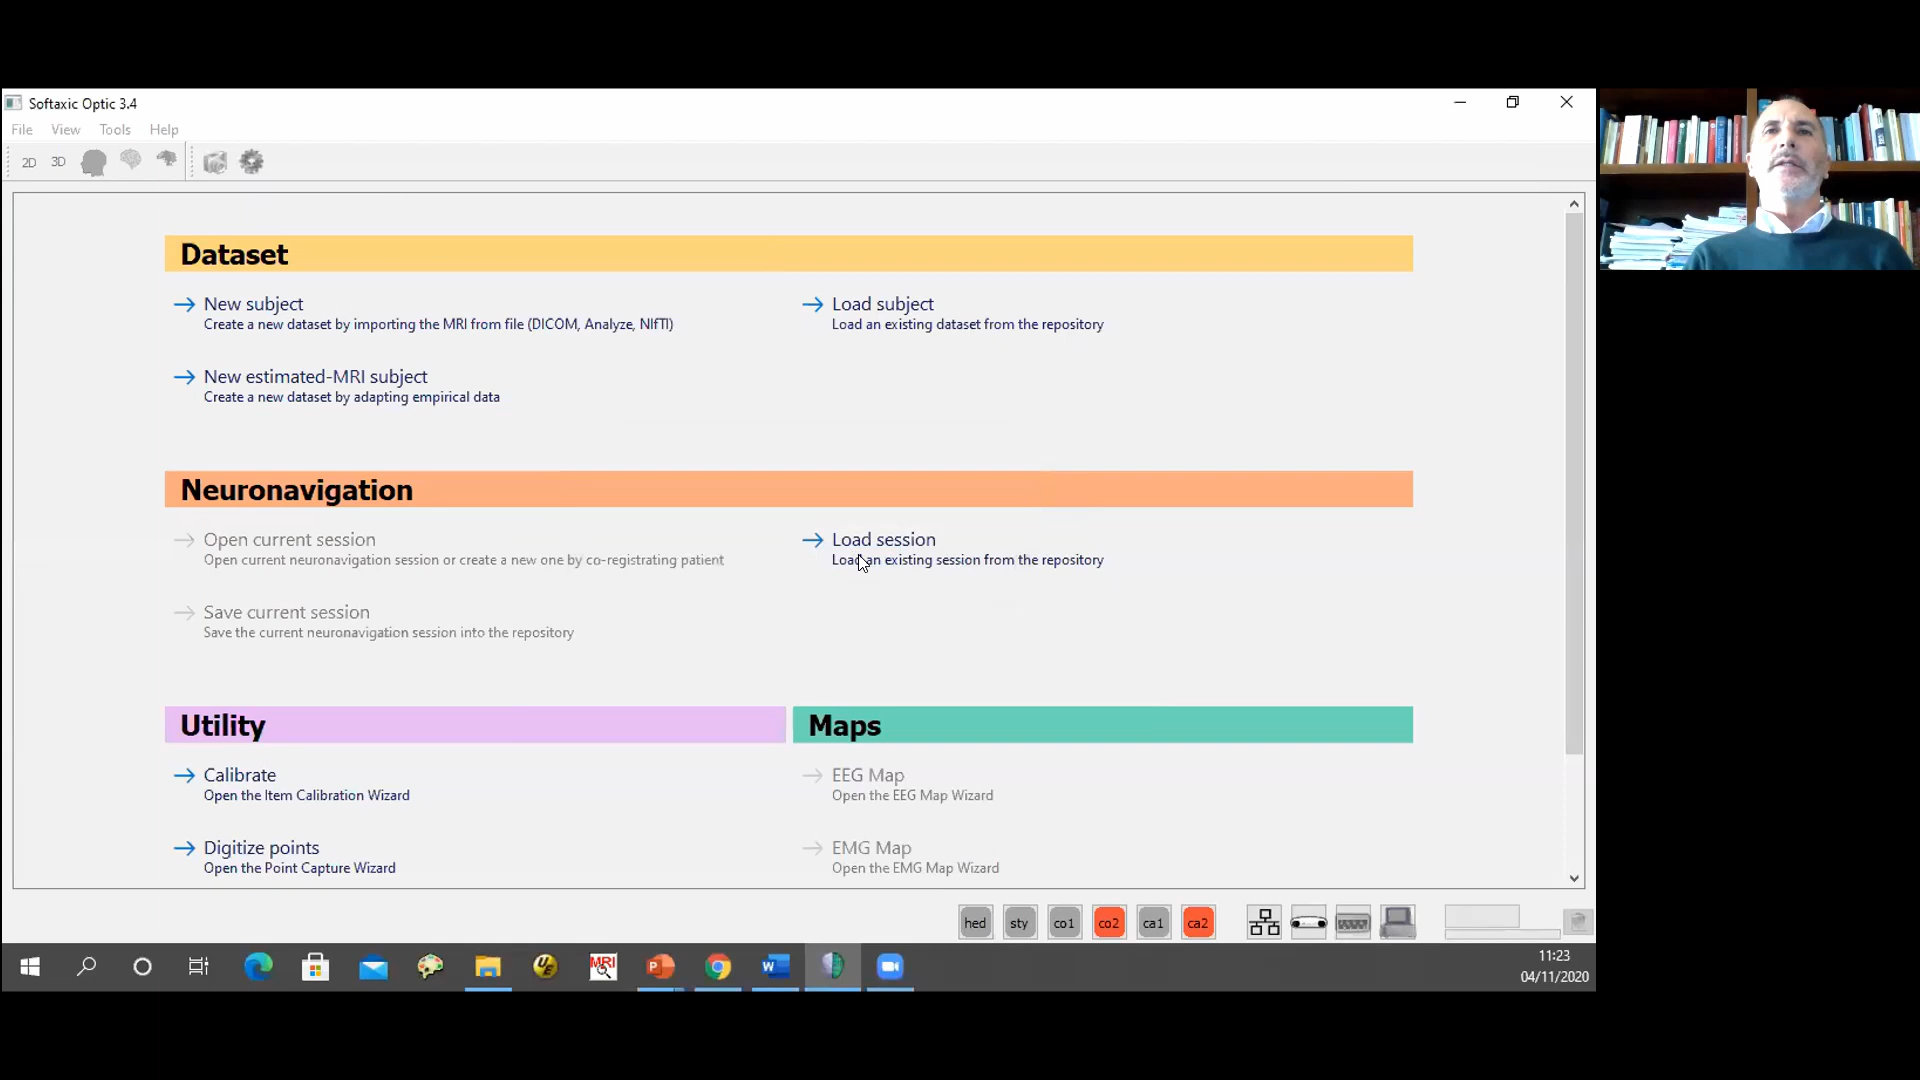 Softaxic Optic 3.4
File View Tools Help
2D 3D
Dataset
New subject
Create a new dataset by importing the MRI from file (DICOM, Analyze, NIfTI)
Load subject
Load an existing dataset from the repository
New estimated-MRI subject
Create a new dataset by adapting empirical data
Neuronavigation
Open current session
Open current neuronavigation session or create a new one by co-registrating patient
Load session
Load an existing session from the repository
Save current session
Save the current neuronavigation session into the repository
Utility
Calibrate
Open the Item Calibration Wizard
Digitize points
Open the Point Capture Wizard
Maps
EEG Map
Open the EEG Map Wizard
EMG Map
Open the EMG Map Wizard
hed sty co1 co2 ca1 ca2
MRI
11:23
04/11/2020